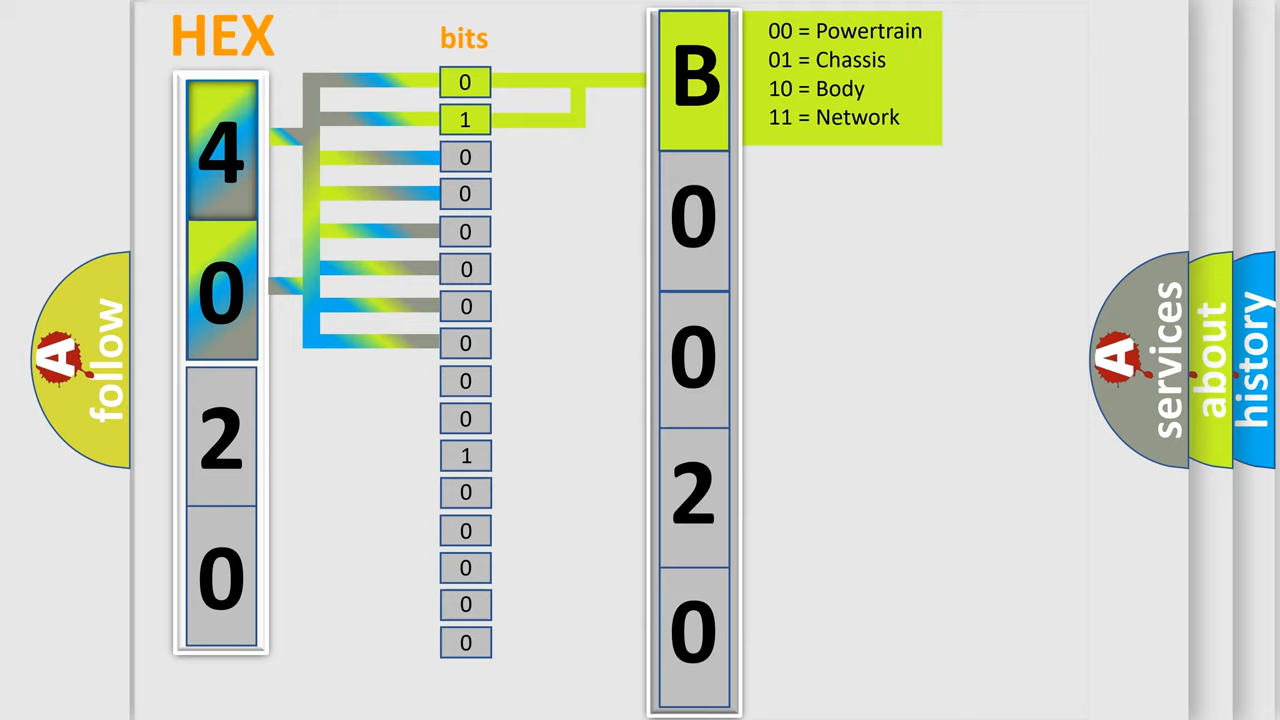 HEX
bits
4
0
2
0
0
1
0
0
0
0
0
0
0
0
1
0
0
0
0
0
B
0
0
2
0
00 = Powertrain
01 = Chassis
10 = Body
11 = Network
A
follow
A
services
about
history